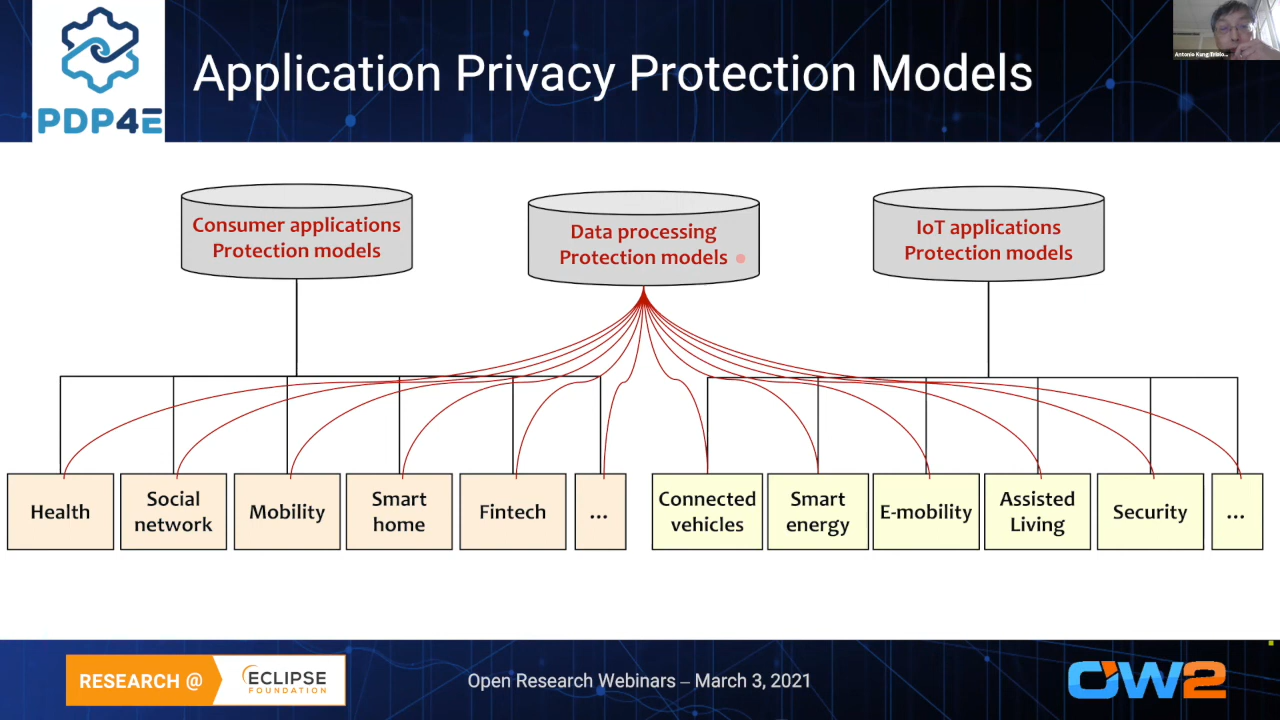 PDP4E
Application Privacy Protection Models
Consumer applications
Protection models
Data processing
Protection models
IoT applications
Protection models
Health
Social
network
Mobility
Smart
home
Fintech
...
Connected
vehicles
Smart
energy
E-mobility
Assisted
Living
Security
...
RESEARCH @
ECLIPSE
FOUNDATION
Open Research Webinars – March 3, 2021
OW2
Antonio Kung